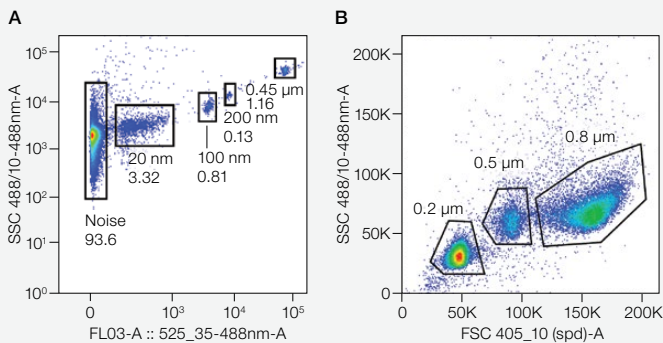 A
SSC 488/10-488nm-A
10⁵
10⁴
10³
10²
10¹
10⁰
0.45 µm
1.16
200 nm
0.13
20 nm
3.32
100 nm
0.81
Noise
93.6
0
10³
10⁴
10⁵
FL03-A :: 525_35-488nm-A
B
SSC 488/10-488nm-A
200K
150K
100K
50K
0
0.8 µm
0.5 µm
0.2 µm
0
50K
100K
150K
200K
FSC 405_10 (spd)-A